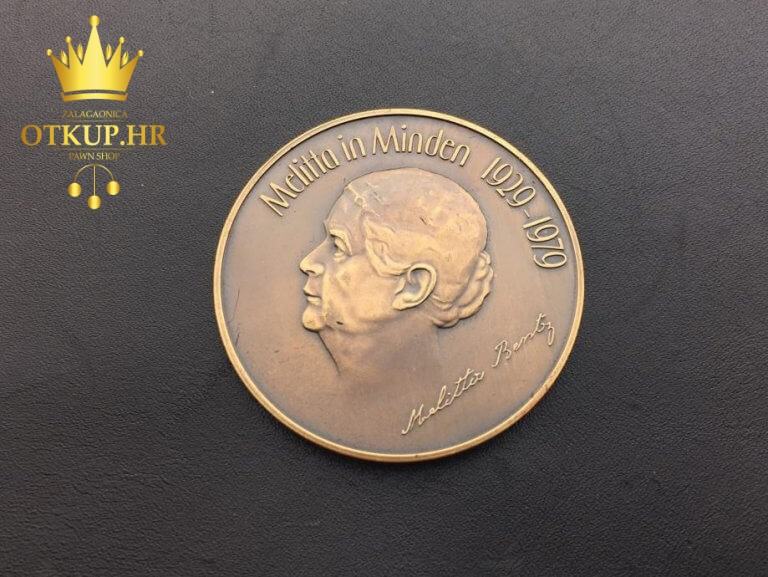 ZALAGAONICA
OTKUP.HR
PAWN SHOP
Melitta in Minden 1929-1979
Melitta Bentz